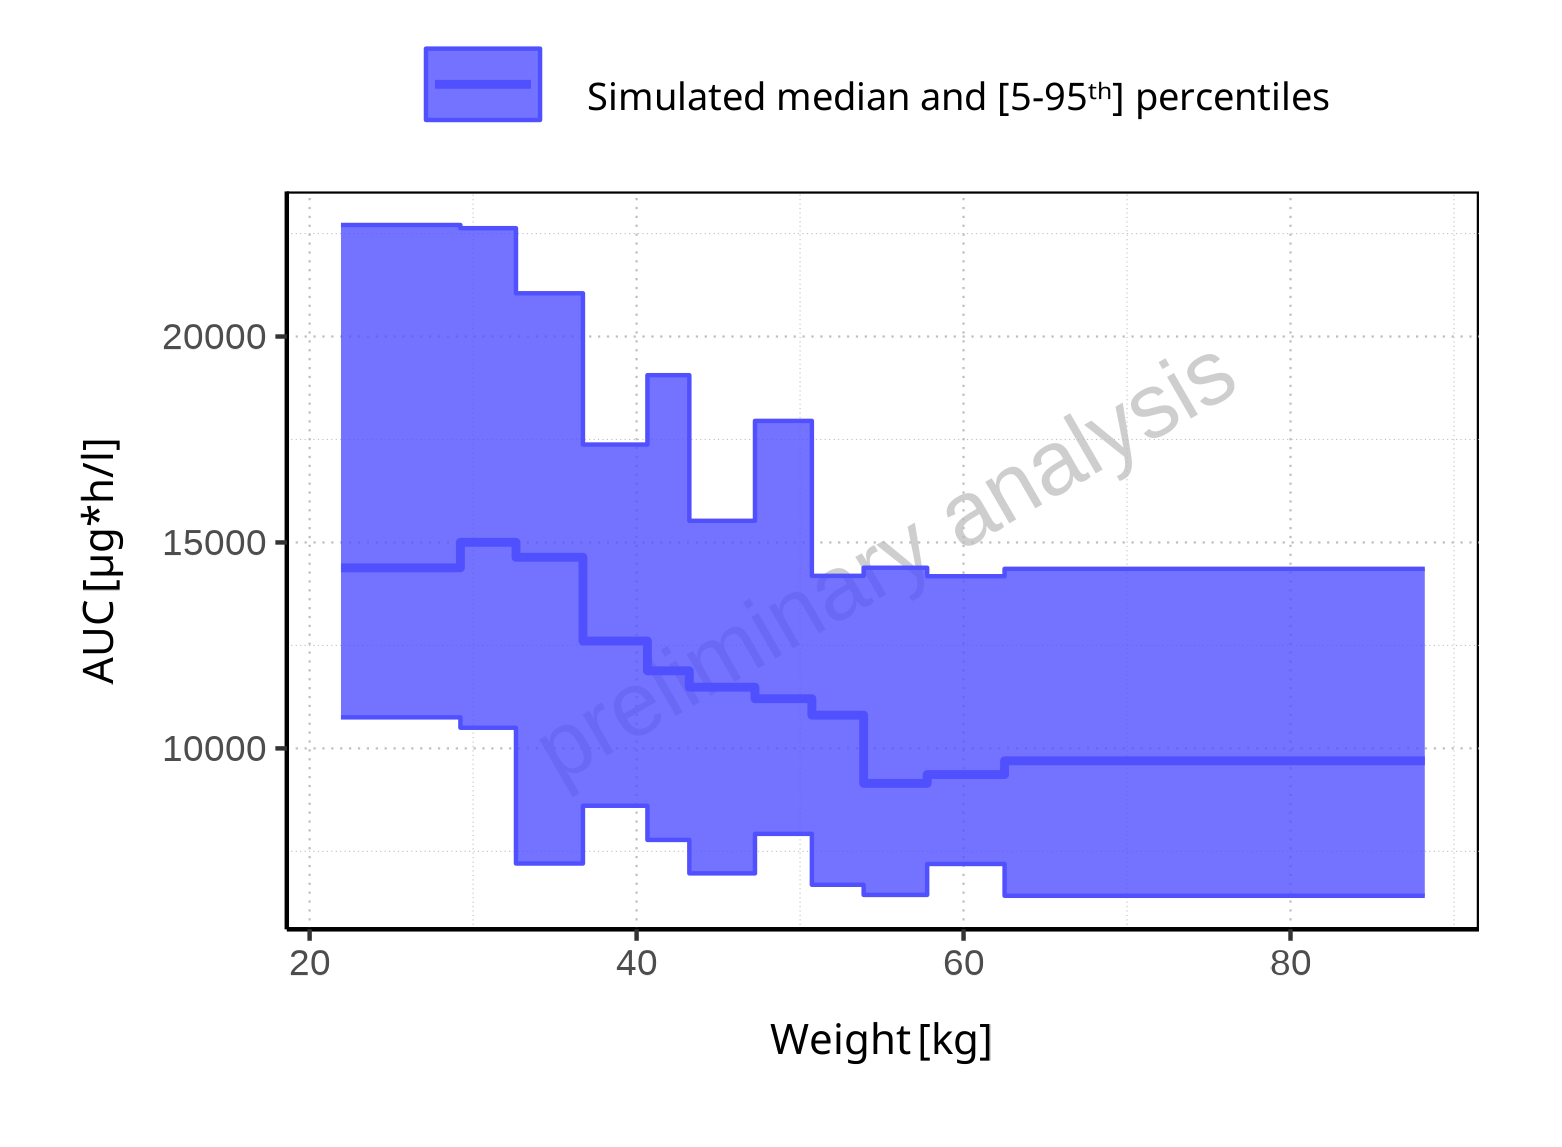 Simulated median and [5-95ᵗʰ] percentiles
AUC [µg*h/l]
20000
15000
10000
preliminary analysis
20 40 60 80
Weight [kg]